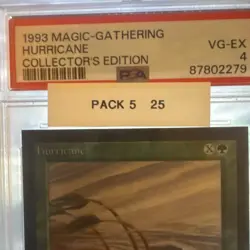 1993 MAGIC-GATHERING
HURRICANE
COLLECTOR'S EDITION
VG-EX
4
PSA
87802279
PACK 5 25
Hurricane
X